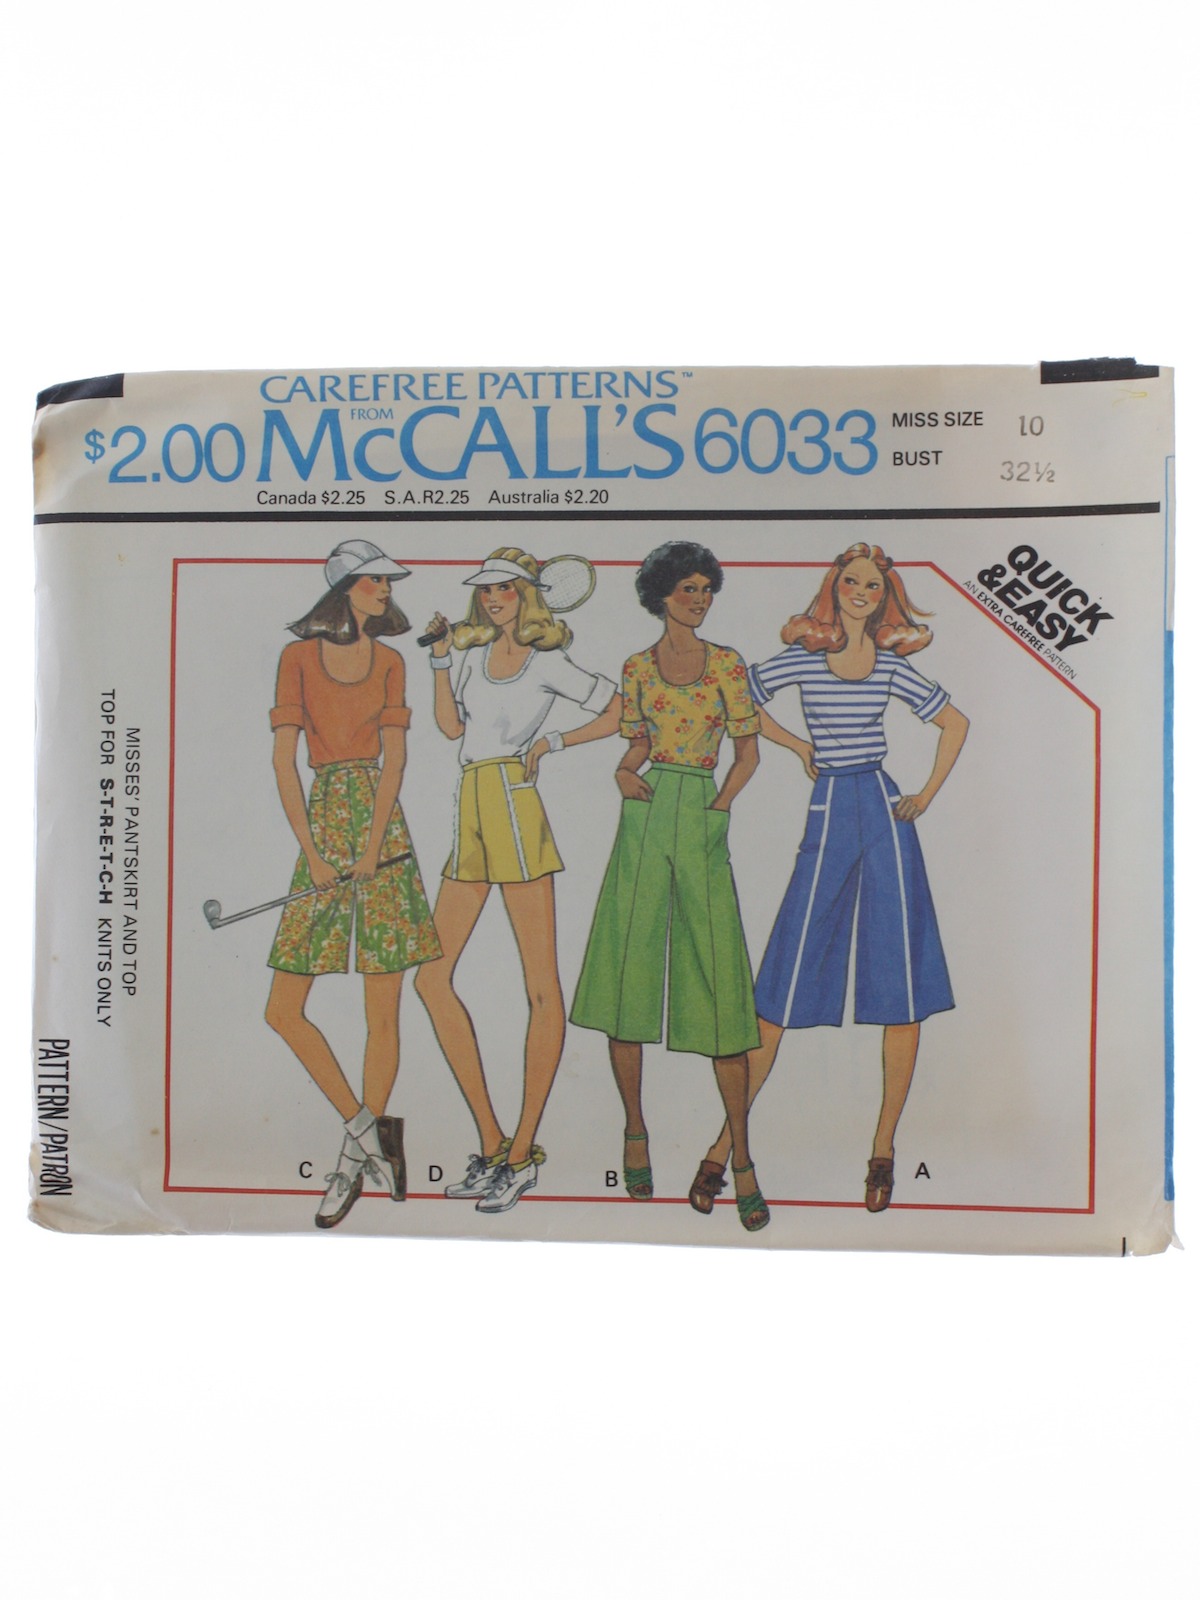 CAREFREE PATTERNS™
$2.00 FROM McCALL'S 6033
MISS SIZE 10
BUST 32½
Canada $2.25 S.A.R2.25 Australia $2.20
QUICK
&EASY
AN EXTRA CAREFREE PATTERN
MISSES' PANTSKIRT AND TOP
TOP FOR S-T-R-E-T-C-H KNITS ONLY
PATTERN/PATRON
C
D
B
A